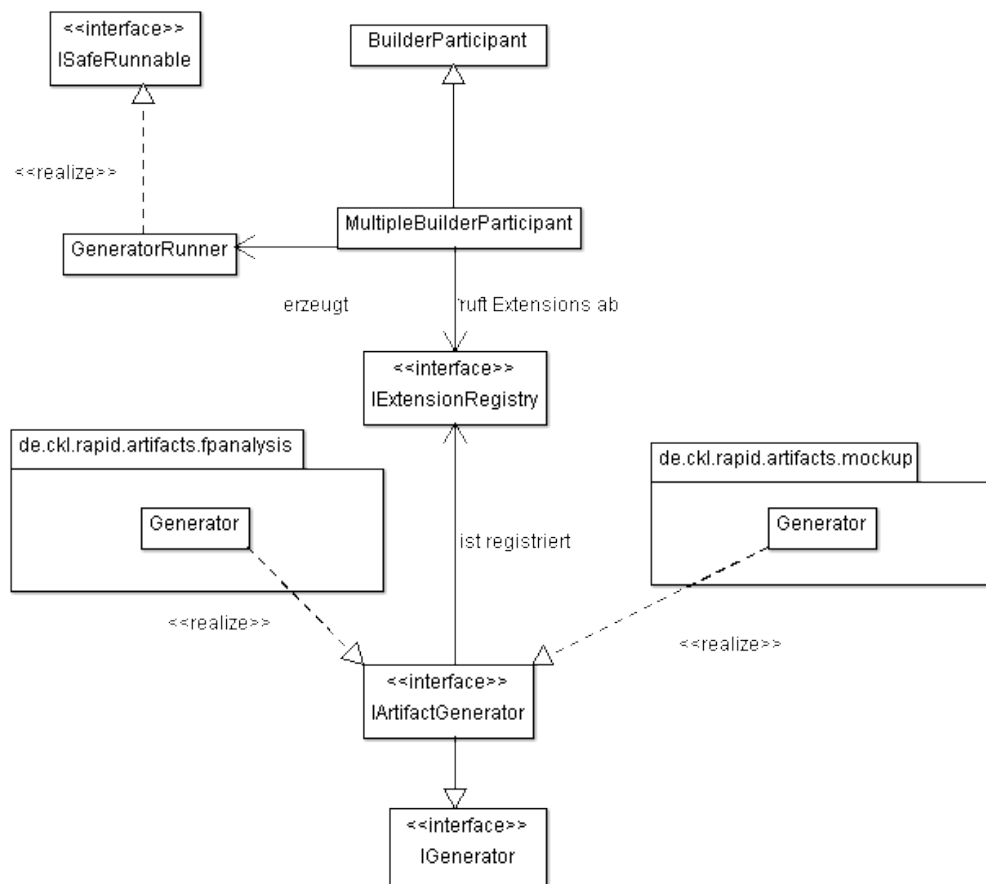 <<interface>>
ISafeRunnable
BuilderParticipant
<<realize>>
MultipleBuilderParticipant
GeneratorRunner
erzeugt
'ruft Extensions ab
<<interface>>
IExtensionRegistry
de.ckl.rapid.artifacts.fpanalysis
de.ckl.rapid.artifacts.mockup
Generator
Generator
ist registriert
<<realize>>
<<realize>>
<<interface>>
IArtifactGenerator
<<interface>>
IGenerator